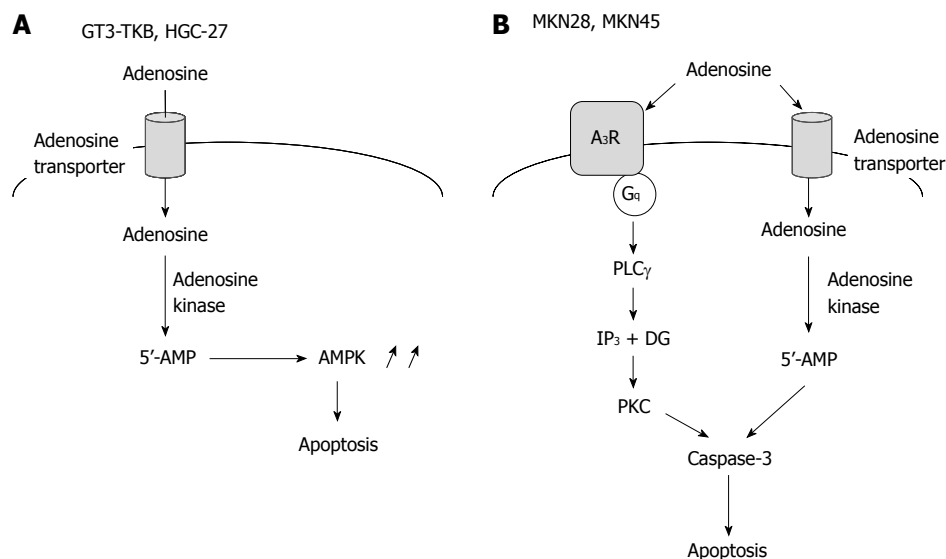 A
GT3-TKB, HGC-27
Adenosine
Adenosine
transporter
Adenosine
Adenosine
kinase
5′-AMP
AMPK
Apoptosis
B
MKN28, MKN45
Adenosine
A₃R
Adenosine
transporter
Gq
Adenosine
PLCγ
Adenosine
kinase
IP₃ + DG
5′-AMP
PKC
Caspase-3
Apoptosis